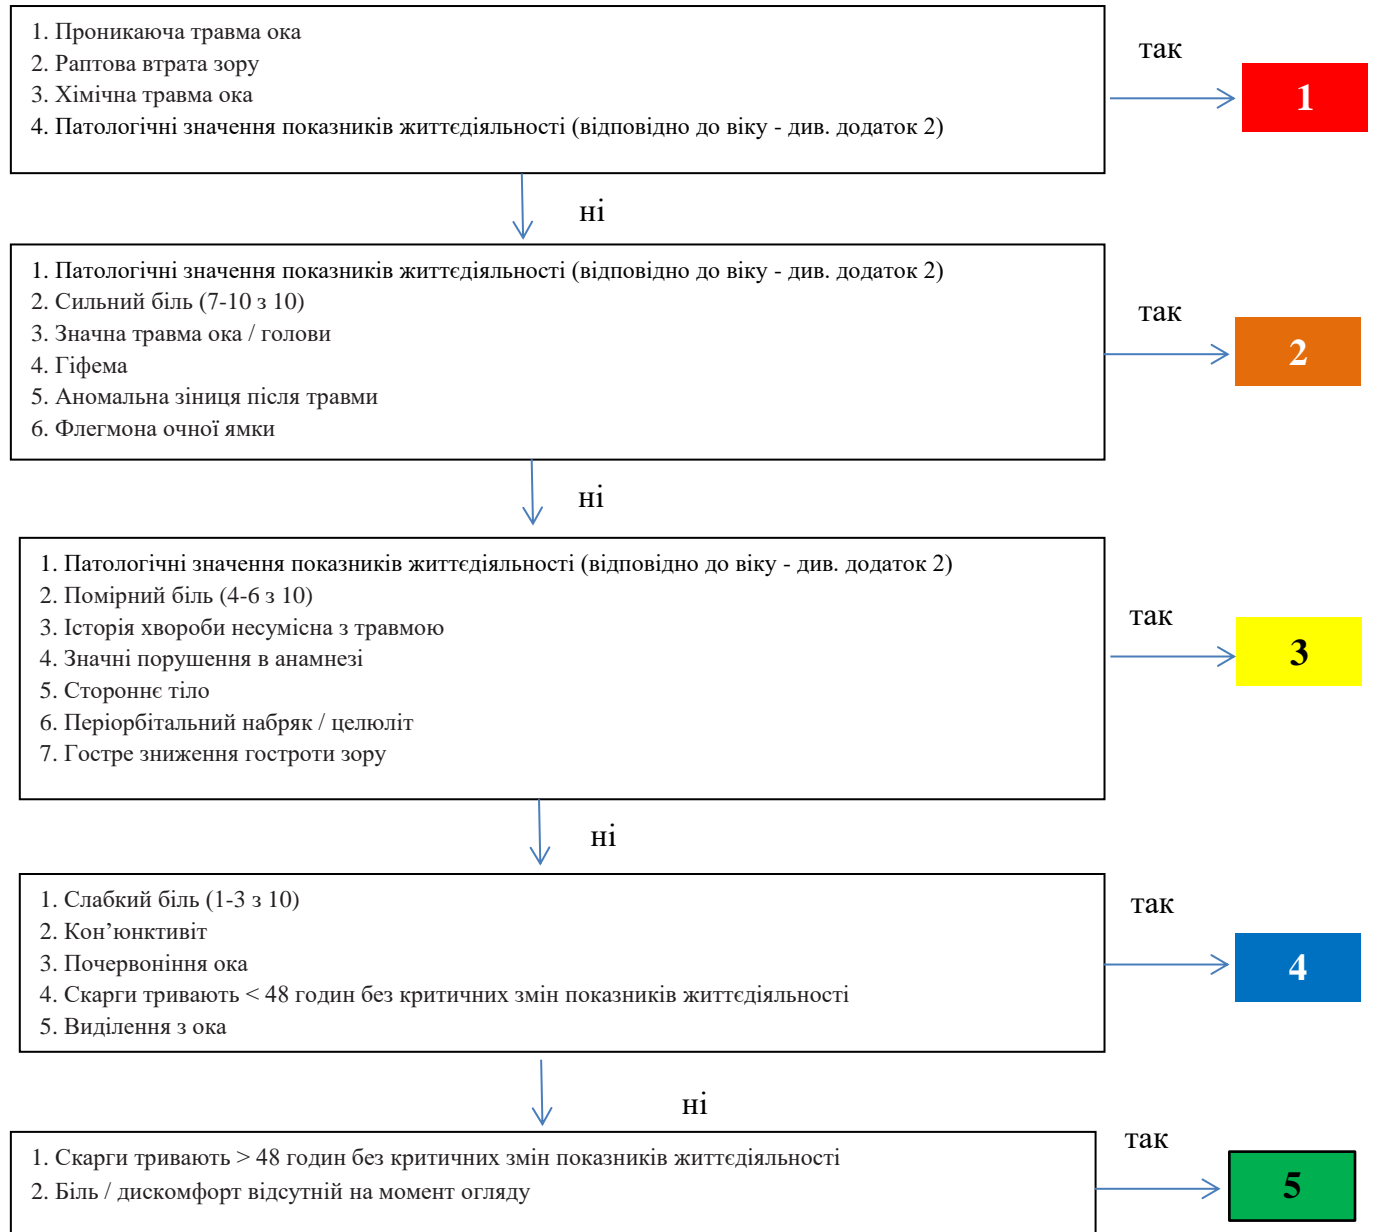 1. Проникаюча травма ока
2. Раптова втрата зору
3. Хімічна травма ока
4. Патологічні значення показників життєдіяльності (відповідно до віку - див. додаток 2)
так
1
ні
1. Патологічні значення показників життєдіяльності (відповідно до віку - див. додаток 2)
2. Сильний біль (7-10 з 10)
3. Значна травма ока / голови
4. Гіфема
5. Аномальна зіниця після травми
6. Флегмона очної ямки
так
2
ні
1. Патологічні значення показників життєдіяльності (відповідно до віку - див. додаток 2)
2. Помірний біль (4-6 з 10)
3. Історія хвороби несумісна з травмою
4. Значні порушення в анамнезі
5. Стороннє тіло
6. Періорбітальний набряк / целюліт
7. Гостре зниження гостроти зору
так
3
ні
1. Слабкий біль (1-3 з 10)
2. Кон’юнктивіт
3. Почервоніння ока
4. Скарги тривають < 48 годин без критичних змін показників життєдіяльності
5. Виділення з ока
так
4
ні
1. Скарги тривають > 48 годин без критичних змін показників життєдіяльності
2. Біль / дискомфорт відсутній на момент огляду
так
5